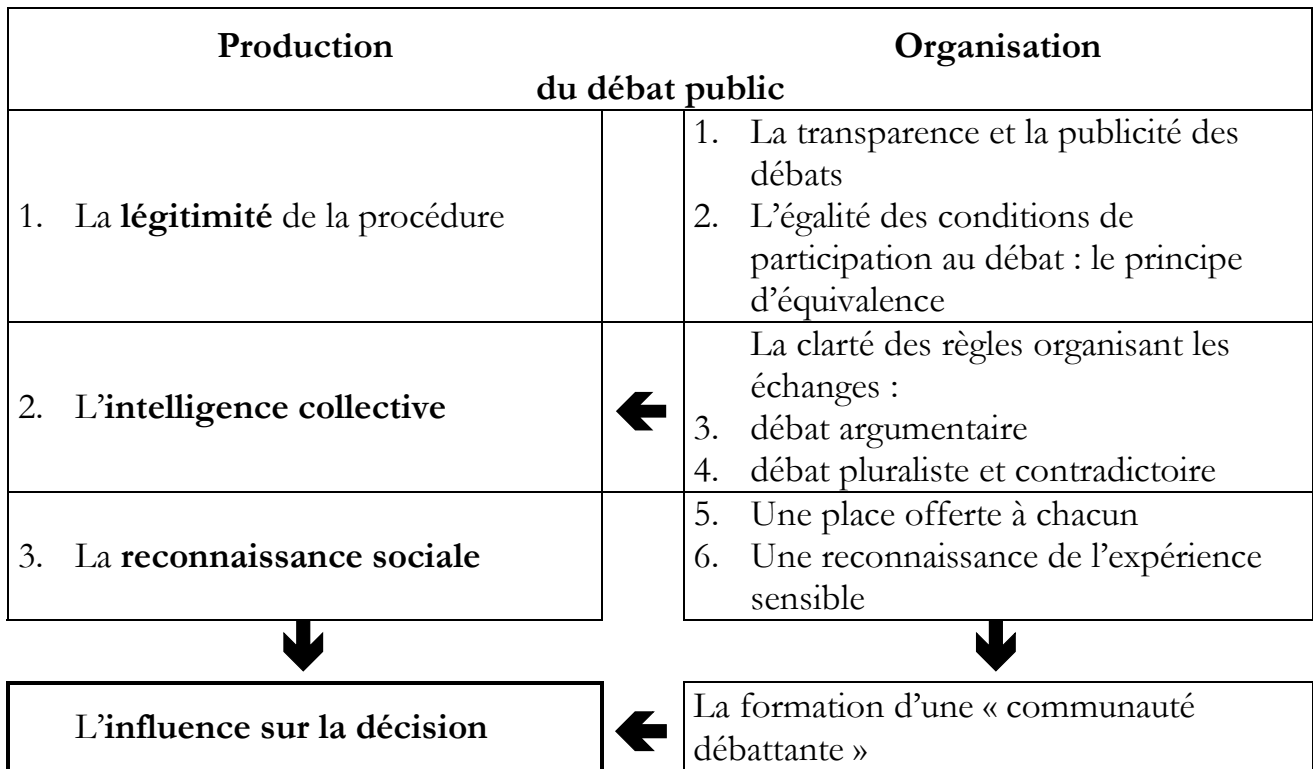 Production Organisation
du débat public
1. La légitimité de la procédure
1. La transparence et la publicité des
débats
2. L’égalité des conditions de
participation au débat : le principe
d’équivalence
2. L’intelligence collective
La clarté des règles organisant les
échanges :
3. débat argumentaire
4. débat pluraliste et contradictoire
3. La reconnaissance sociale
5. Une place offerte à chacun
6. Une reconnaissance de l’expérience
sensible
L’influence sur la décision
La formation d’une « communauté
débattante »